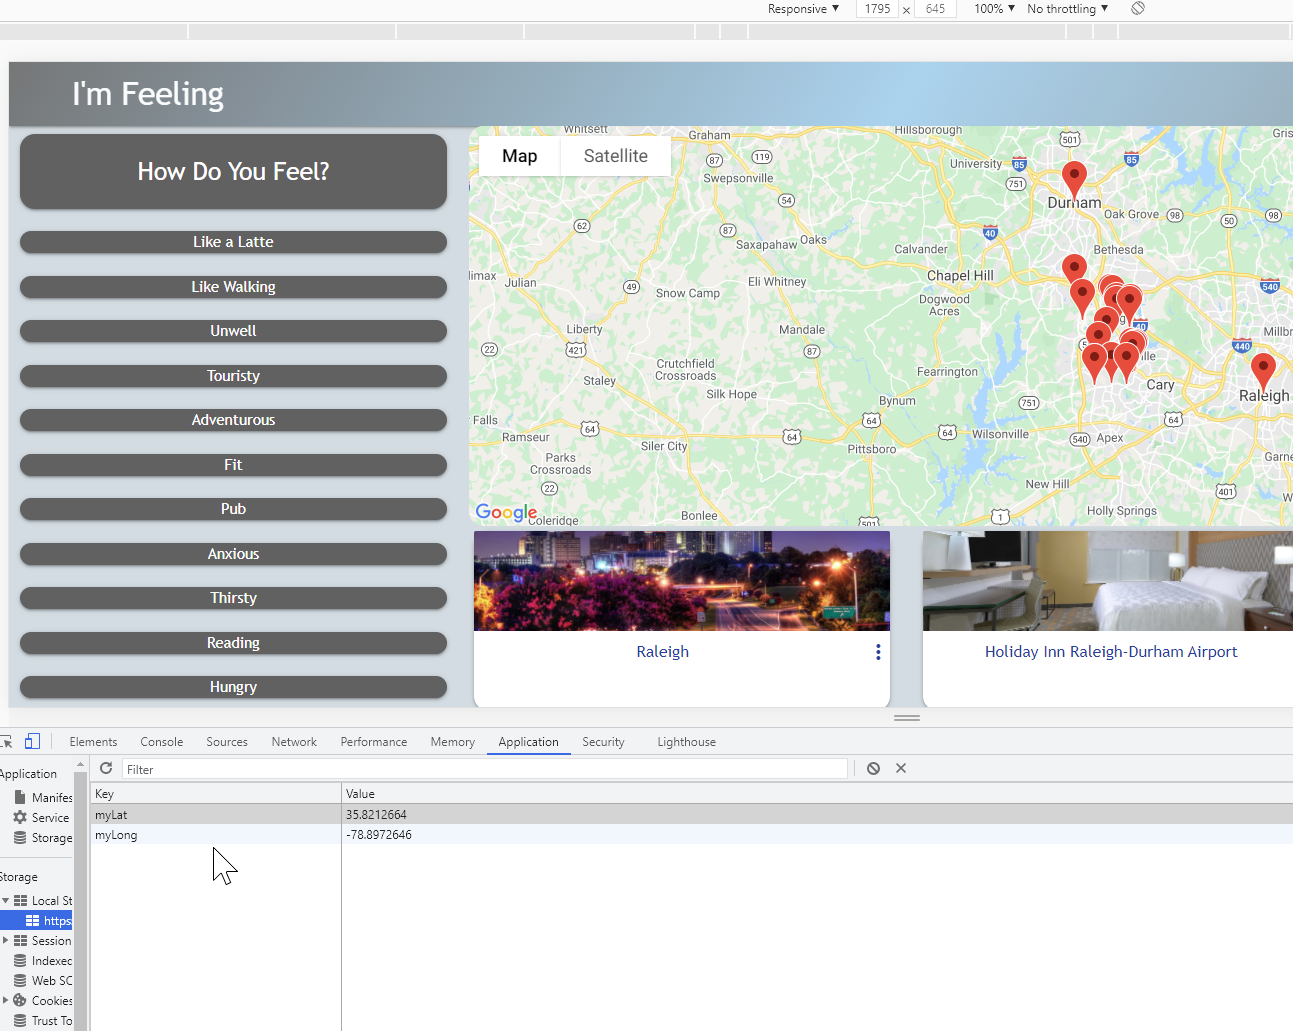 Responsive ▼ 1795 × 645 100% ▼ No throttling ▼
I'm Feeling
How Do You Feel?
Like a Latte
Like Walking
Unwell
Touristy
Adventurous
Fit
Pub
Anxious
Thirsty
Reading
Hungry
Map Satellite
Whitsett
Graham
Hillsborough
501
Gris
87
119
University
85
85
Swepsonville
751
54
Durham
Oak Grove
98
98
62
87
40
50
Saxapahaw
Oaks
Calvander
Bethesda
limax
Julian
Eli Whitney
Chapel Hill
540
49
Snow Camp
Dogwood
Acres
Liberty
Mandale
40
Millbr
22
421
87
440
Crutchfield
Crossroads
Fearrington
Staley
Cary
Silk Hope
Bynum
751
Raleigh
Falls
64
64
64
Ramseur
64
64
Wilsonville
540
Apex
Siler City
Pittsboro
Parks
Crossroads
Garne
22
New Hill
401
Google
Coleridge
Bonlee
501
1
Holly Springs
W
Raleigh
Holiday Inn Raleigh-Durham Airport
Elements Console Sources Network Performance Memory Application Security Lighthouse
Application
Filter
Key Value
Manifes
myLat 35.8212664
Service
myLong -78.8972646
Storage
Storage
Local St
https
Session
Indexec
Web SC
Cookies
Trust To